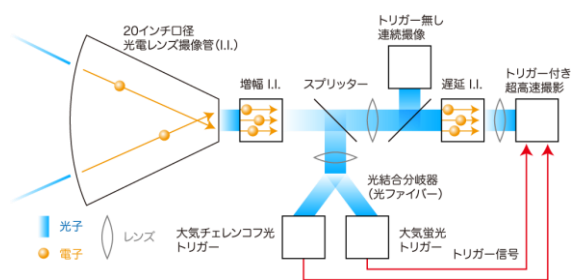 20インチ口径
光電レンズ撮像管(I.I.)
増幅 I.I.
スプリッター
トリガー無し
連続撮像
遅延 I.I.
トリガー付き
超高速撮影
光結合分岐器
(光ファイバー)
光子
電子
レンズ
大気チェレンコフ光
トリガー
大気蛍光
トリガー
トリガー信号